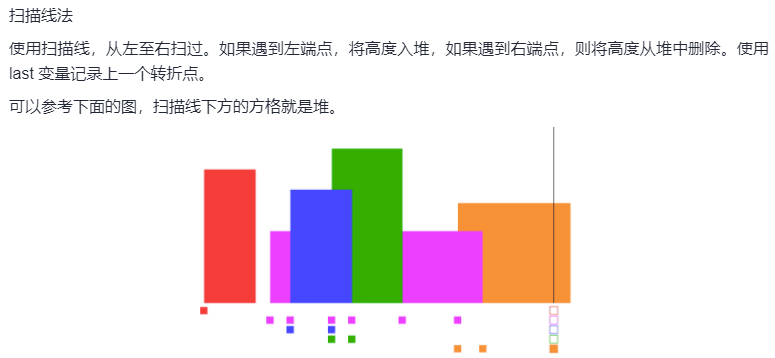 扫描线法
使用扫描线，从左至右扫过。如果遇到左端点，将高度入堆，如果遇到右端点，则将高度从堆中删除。使用
last 变量记录上一个转折点。
可以参考下面的图，扫描线下方的方格就是堆。